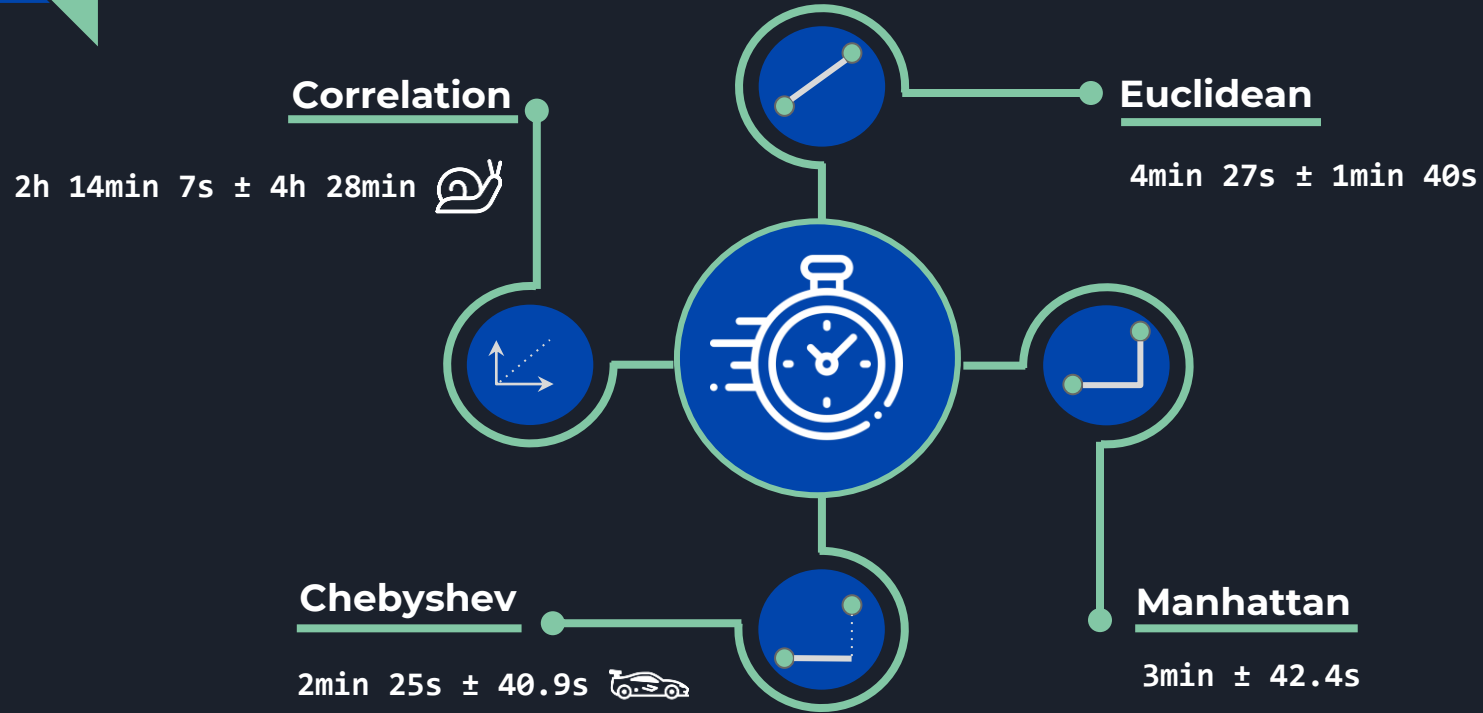 Correlation
2h 14min 7s ± 4h 28min
Euclidean
4min 27s ± 1min 40s
Chebyshev
2min 25s ± 40.9s
Manhattan
3min ± 42.4s